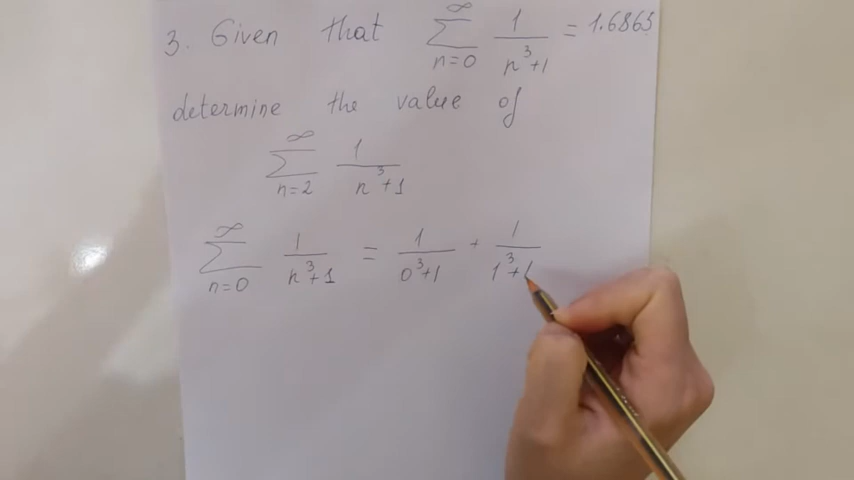 3. Given that ∞∑n=0 1/(n³+1) = 1.6865
determine the value of
∞∑n=2 1/(n³+1)
∞∑n=0 1/(n³+1) = 1/(0³+1) + 1/(1³+1)